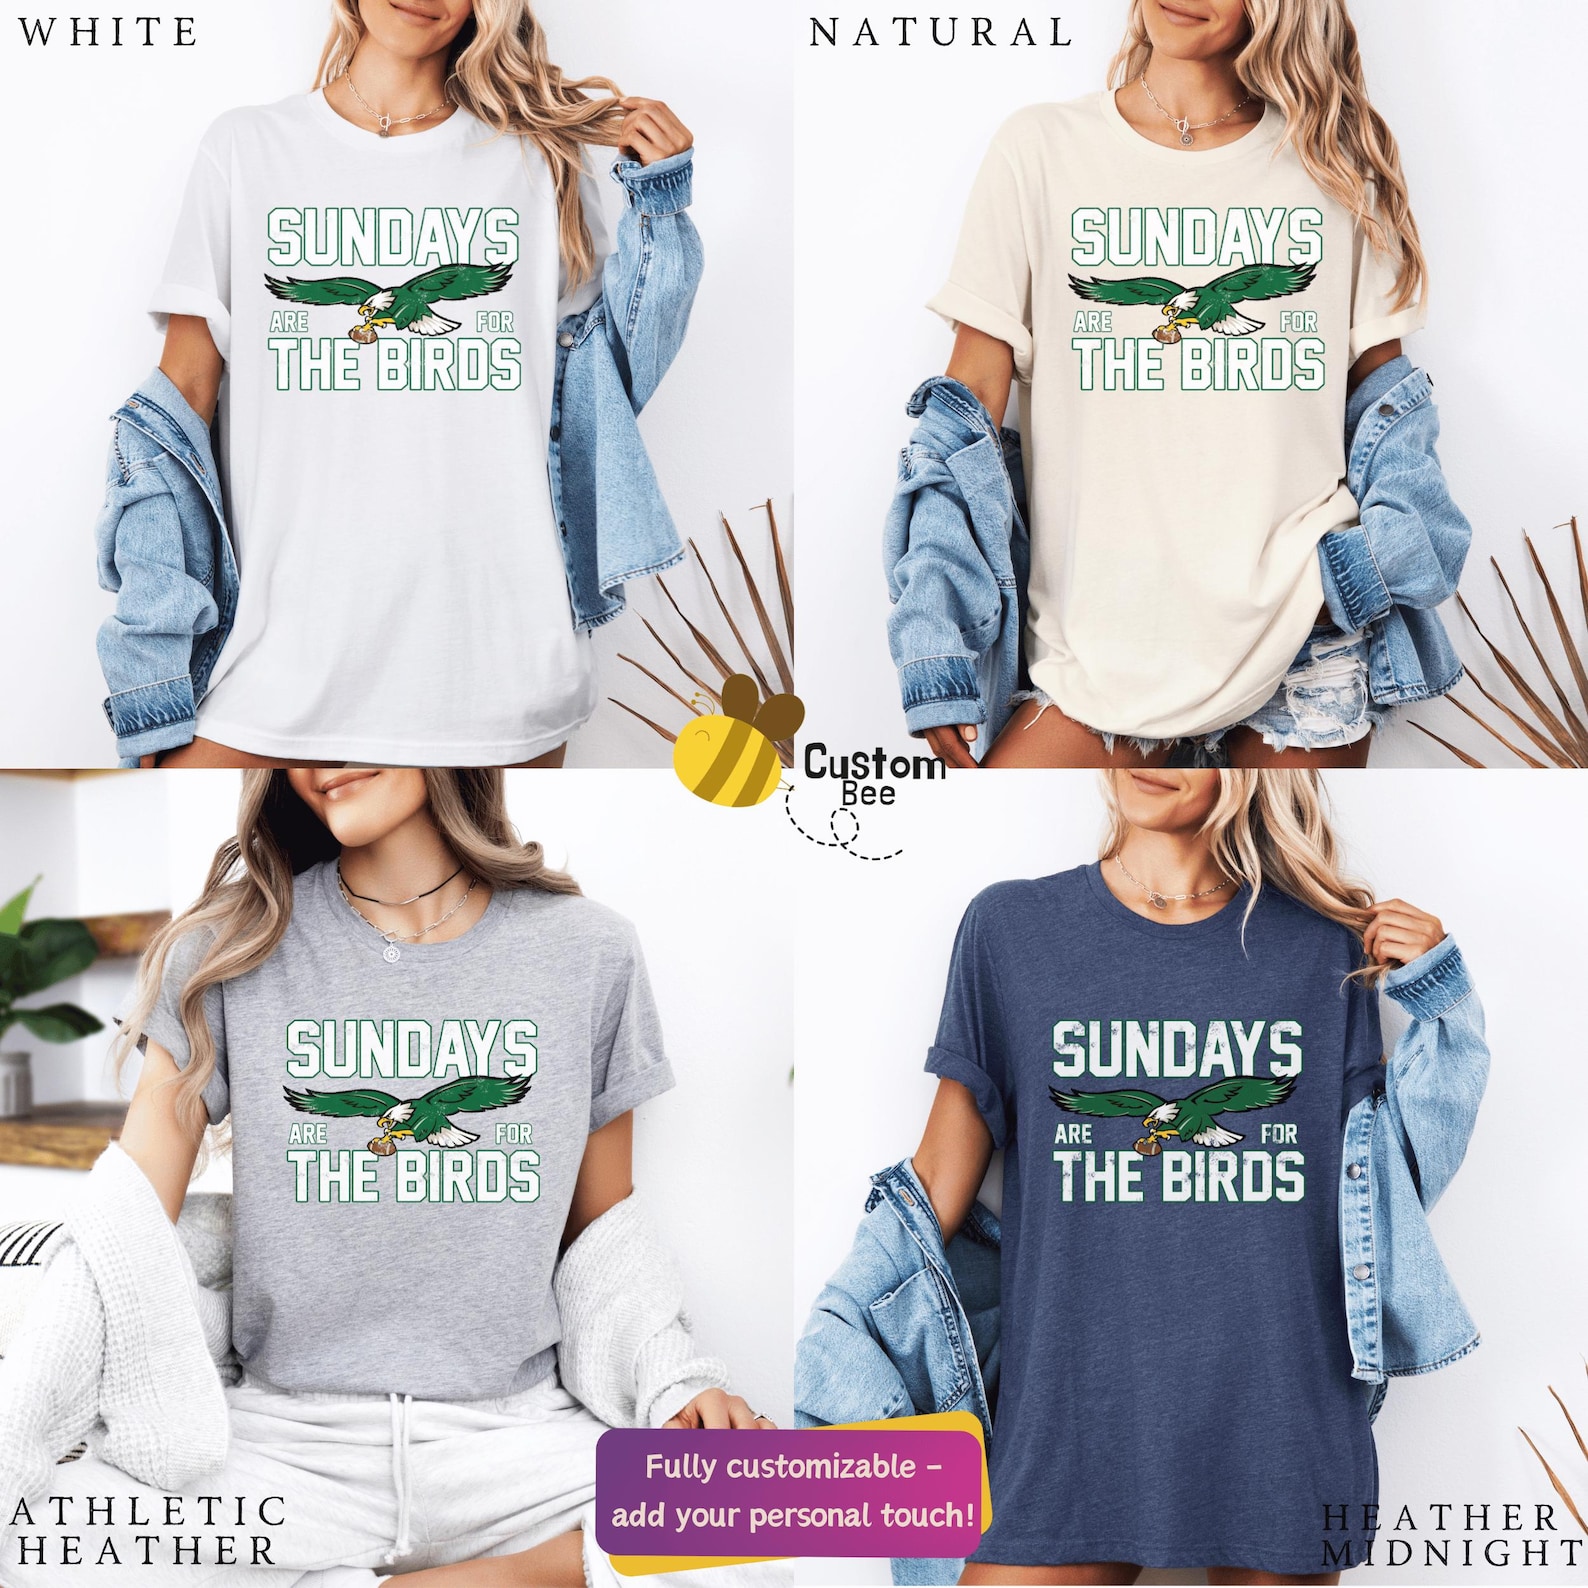 WHITE
NATURAL
SUNDAYS
ARE FOR
THE BIRDS
SUNDAYS
ARE FOR
THE BIRDS
Custom
Bee
SUNDAYS
ARE FOR
THE BIRDS
SUNDAYS
ARE FOR
THE BIRDS
Fully customizable -
add your personal touch!
ATHLETIC
HEATHER
HEATHER
MIDNIGHT